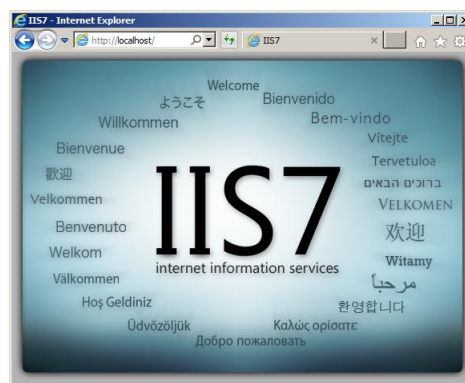 IIS7 - Internet Explorer
http://localhost/
IIS7
Welcome
ようこそ
Bienvenido
Willkommen
Bem-vindo
Vítejte
Bienvenue
Tervetuloa
歡迎
ברוכים הבאים
Velkommen
VELKOMEN
IIS7
internet information services
Benvenuto
欢迎
Welkom
Witamy
Välkommen
مرحباً
Hoş Geldiniz
환영합니다
Üdvözöljük
Καλώς ορίσατε
Добро пожаловать